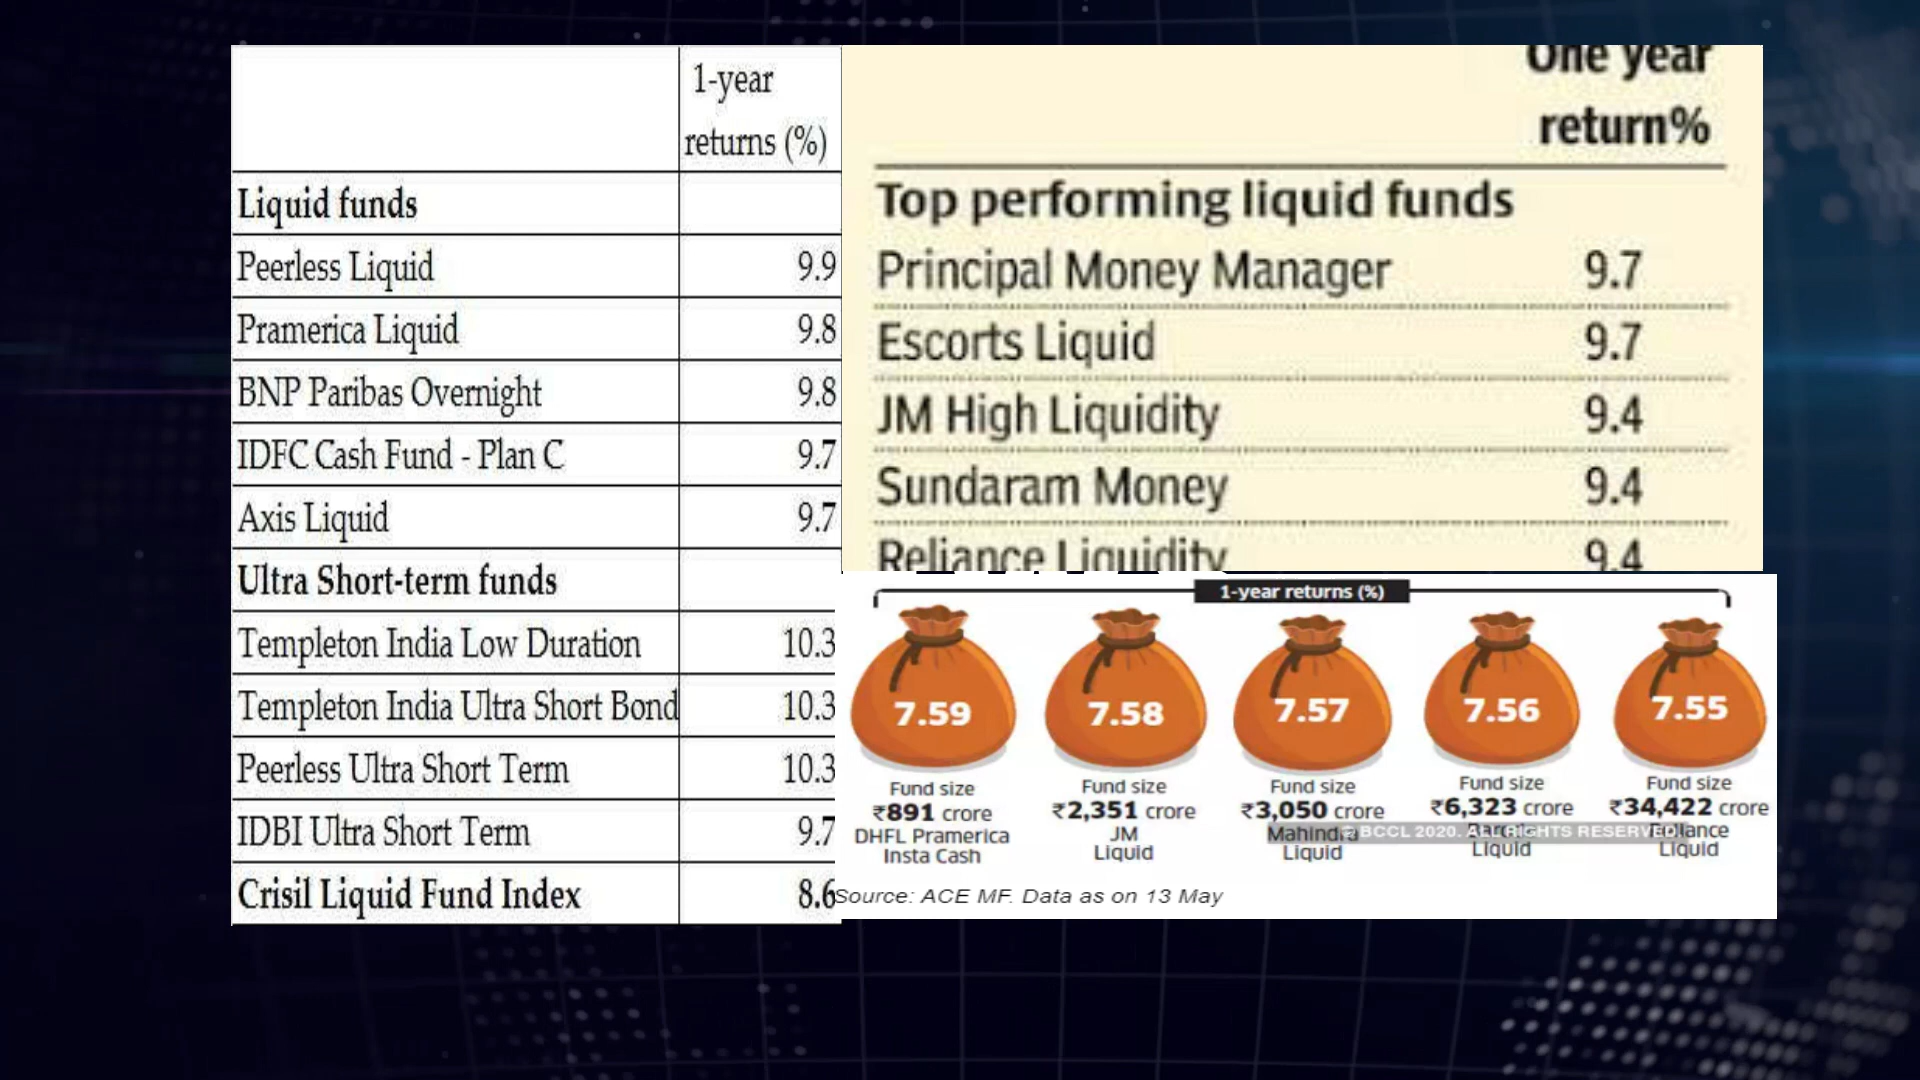 1-year
returns (%)
Liquid funds
Peerless Liquid 9.9
Pramerica Liquid 9.8
BNP Paribas Overnight 9.8
IDFC Cash Fund - Plan C 9.7
Axis Liquid 9.7
Ultra Short-term funds
Templeton India Low Duration 10.3
Templeton India Ultra Short Bond 10.3
Peerless Ultra Short Term 10.3
IDBI Ultra Short Term 9.7
Crisil Liquid Fund Index 8.6
One year
return%
Top performing liquid funds
Principal Money Manager 9.7
Escorts Liquid 9.7
JM High Liquidity 9.4
Sundaram Money 9.4
Reliance Liquidity 9.4
1-year returns (%)
7.59 7.58 7.57 7.56 7.55
Fund size Fund size Fund size Fund size Fund size
₹891 crore ₹2,351 crore ₹3,050 crore ₹6,323 crore ₹34,422 crore
DHFL Pramerica JM Mahindra Reliance
Insta Cash Liquid Liquid Liquid Liquid
© BCCL 2020. ALL RIGHTS RESERVED.
Source: ACE MF. Data as on 13 May